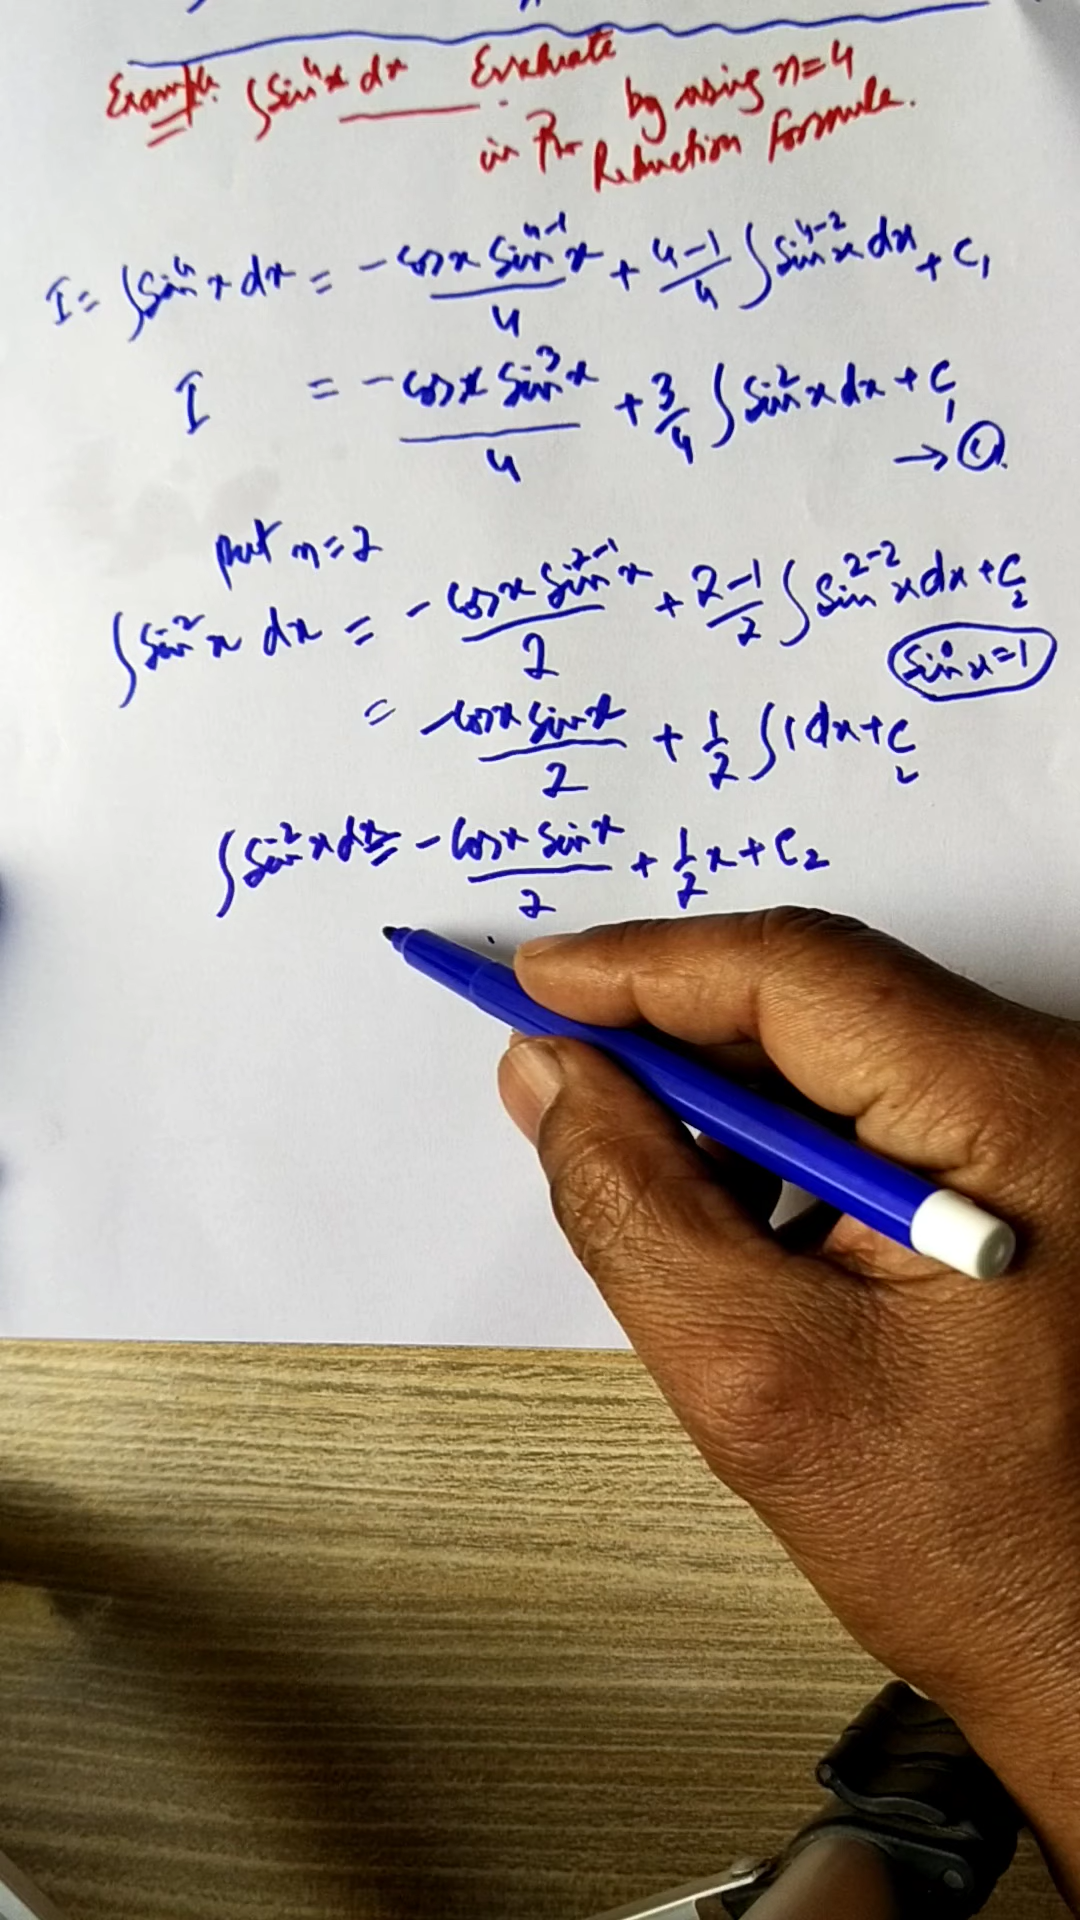 Example: ∫Sin⁴x dx Evaluate by using n=4
in The Reduction Formula.
I = ∫Sin⁴x dx = -cosx Sin⁴⁻¹x/4 + 4-1/4 ∫Sin⁴⁻²x dx + C₁
I = -cosx Sin³x/4 + 3/4 ∫Sin²x dx + C₁
→ ①.
put n=2
∫Sin²x dx = -cosx Sin²⁻¹x/2 + 2-1/2 ∫Sin²⁻²x dx + C₂
Sin⁰x=1
= -cosx Sinx/2 + 1/2 ∫1 dx + C₂
∫Sin²x dx = -cosx Sinx/2 + 1/2 x + C₂